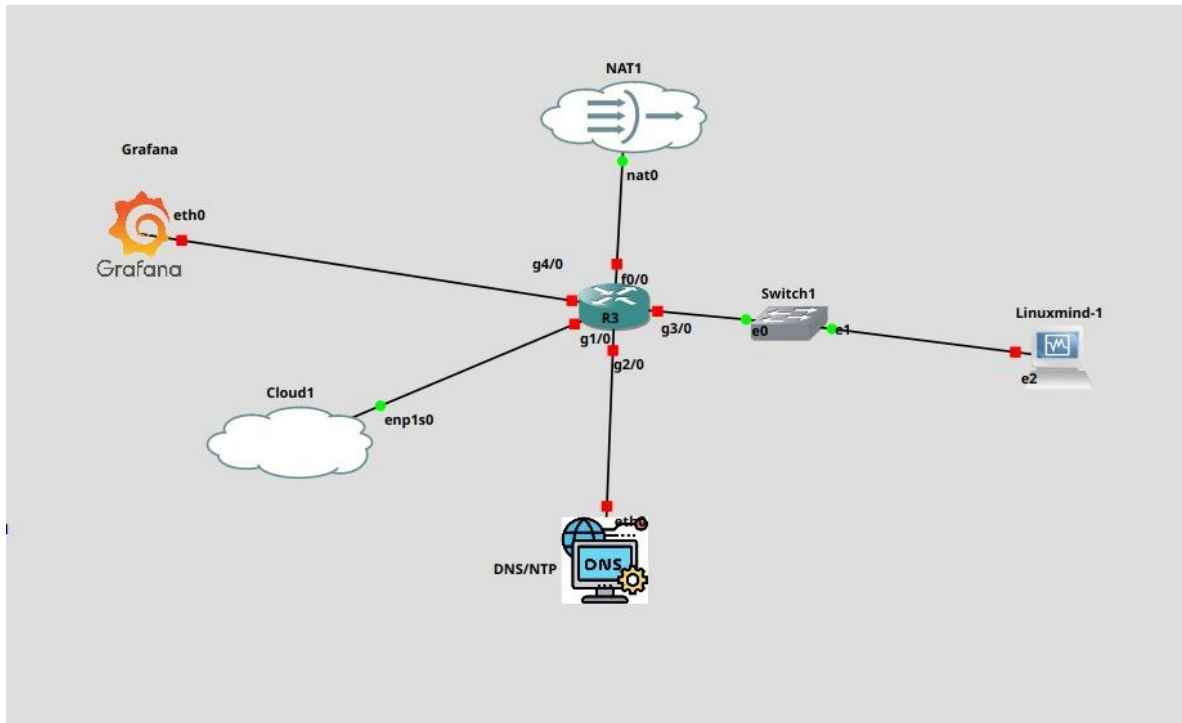 NAT1
nat0
Grafana
eth0
Grafana
g4/0
f0/0
R3
g3/0
g1/0
g2/0
Switch1
e0
e1
Linuxmind-1
e2
Cloud1
enp1s0
eth0
DNS
DNS/NTP